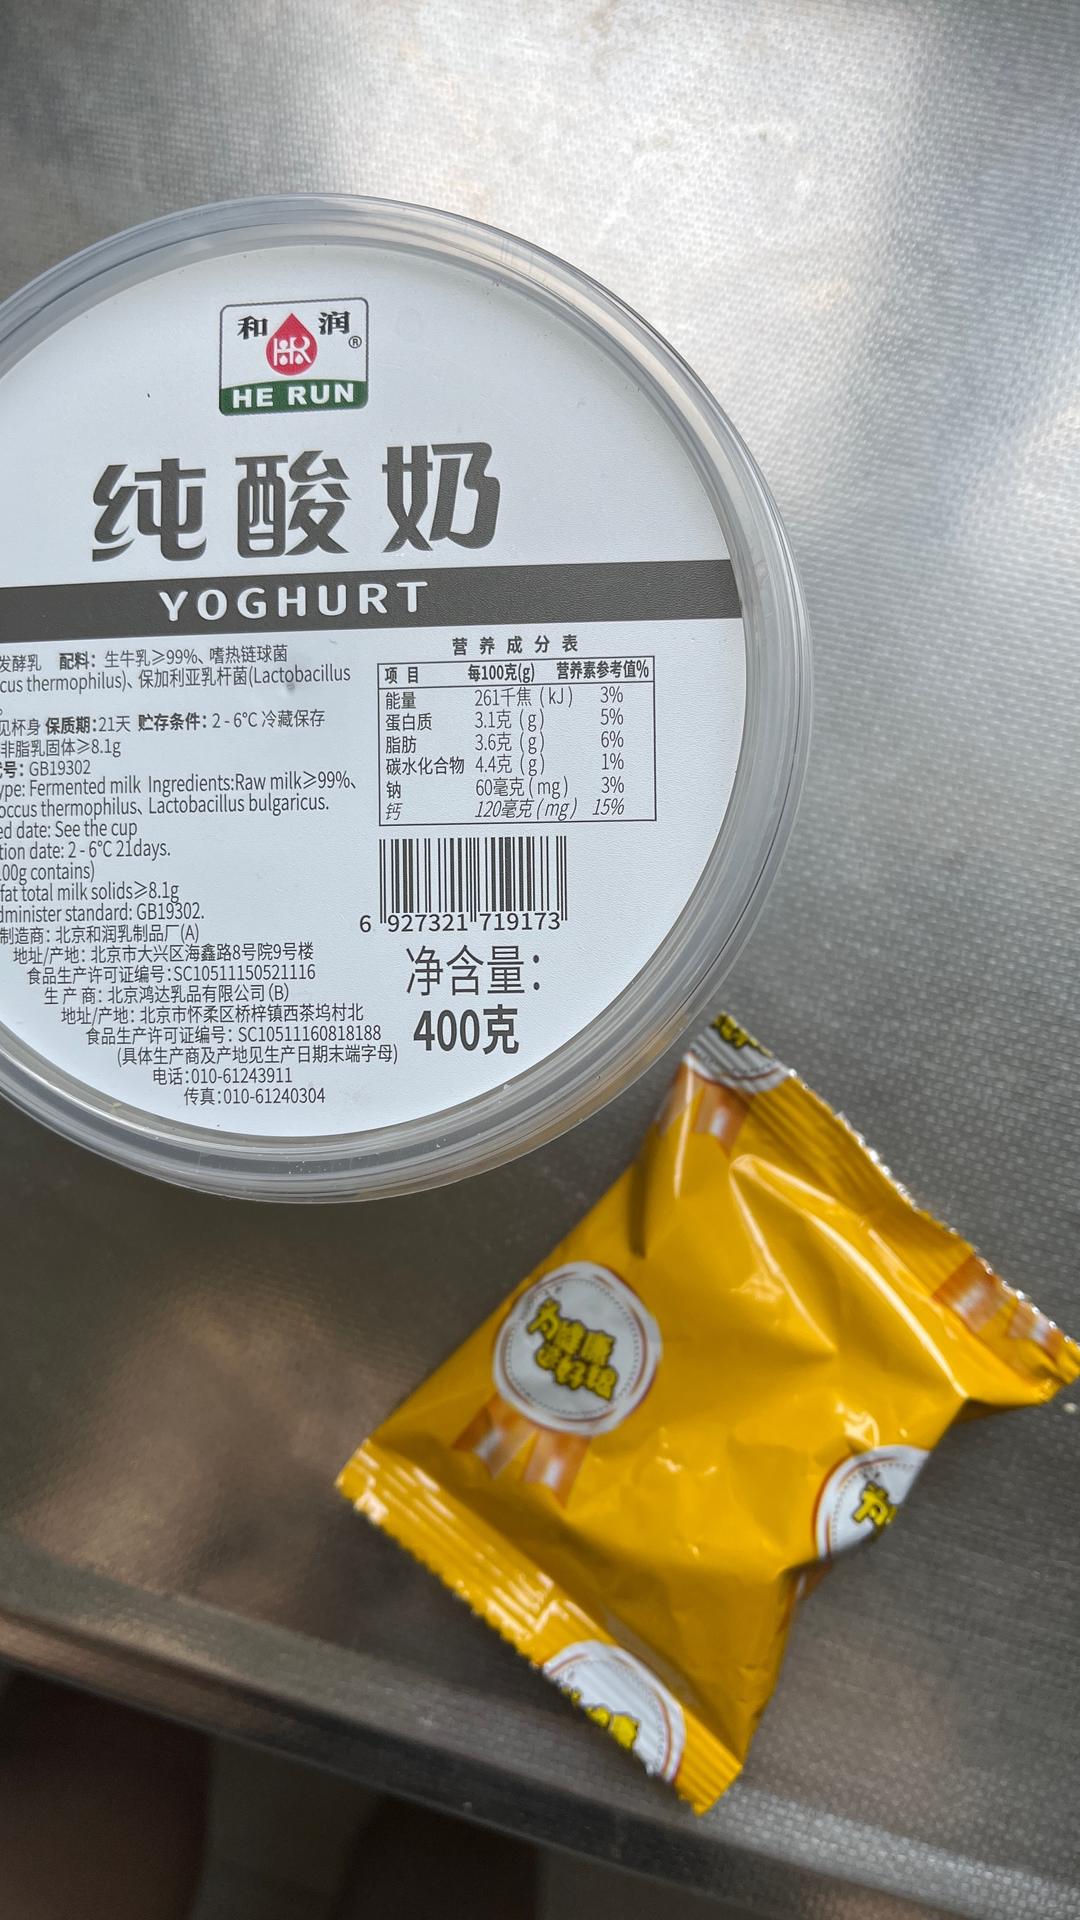 和 润
HR
®
HE RUN
纯酸奶
YOGHURT
发酵乳 配料：生牛乳≥99%、嗜热链球菌
cus thermophilus)、保加利亚乳杆菌(Lactobacillus
见杯身 保质期:21天 贮存条件：2-6℃ 冷藏保存
非脂乳固体≥8.1g
号：GB19302
ype: Fermented milk Ingredients:Raw milk≥99%、
occus thermophilus、Lactobacillus bulgaricus.
ed date: See the cup
tion date: 2-6℃ 21days.
.00g contains)
fat total milk solids≥8.1g
dminister standard: GB19302.
制造商：北京和润乳制品厂(A)
地址/产地：北京市大兴区海鑫路8号院9号楼
食品生产许可证编号:SC10511150521116
生 产 商：北京鸿达乳品有限公司(B)
地址/产地：北京市怀柔区桥梓镇西茶坞村北
食品生产许可证编号：SC10511160818188
(具体生产商及产地见生产日期末端字母)
电话:010-61243911
传真:010-61240304
营养成分表
项 目 每100克(g) 营养素参考值%
能量 261千焦 (kJ) 3%
蛋白质 3.1克 (g) 5%
脂肪 3.6克 (g) 6%
碳水化合物 4.4克 (g) 1%
钠 60毫克(mg) 3%
钙 120毫克(mg) 15%
6 927321 719173
净含量：
400克
为健康
为